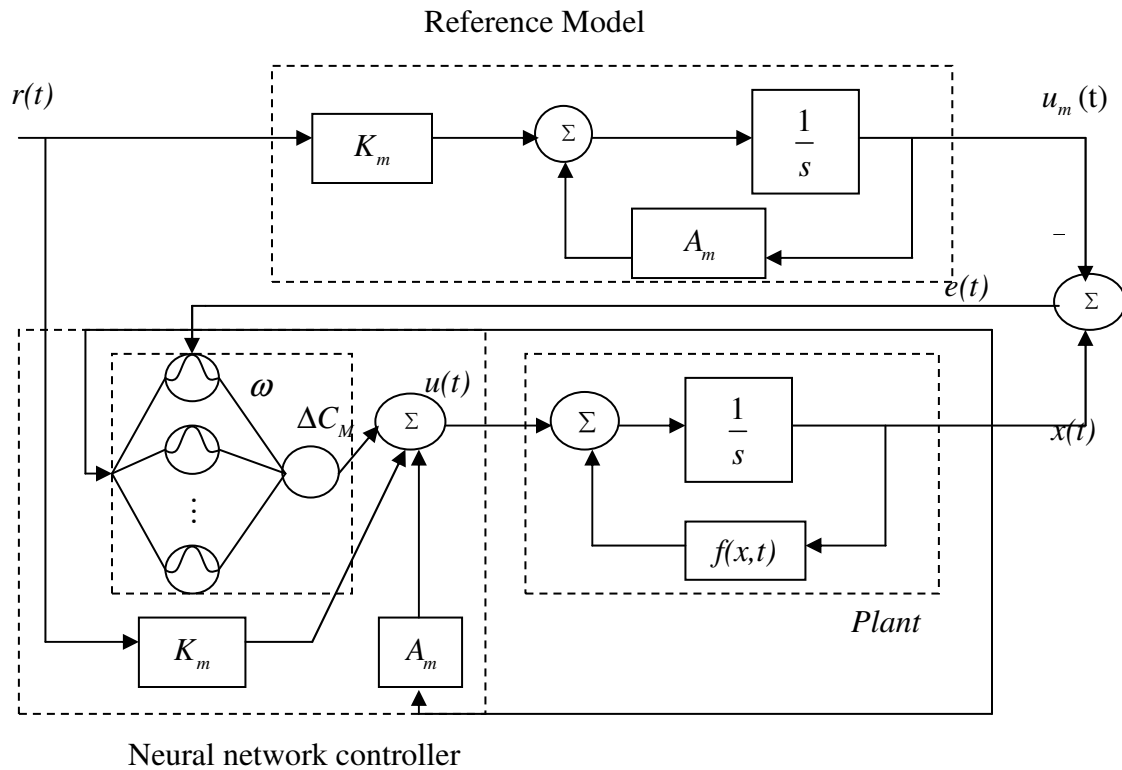 Reference Model
r(t)
u_m (t)
K_m
Σ
1/s
A_m
−
e(t)
Σ
ω
u(t)
ΔC_M
Σ
Σ
1/s
x(t)
⋮
f(x,t)
Plant
K_m
A_m
Neural network controller